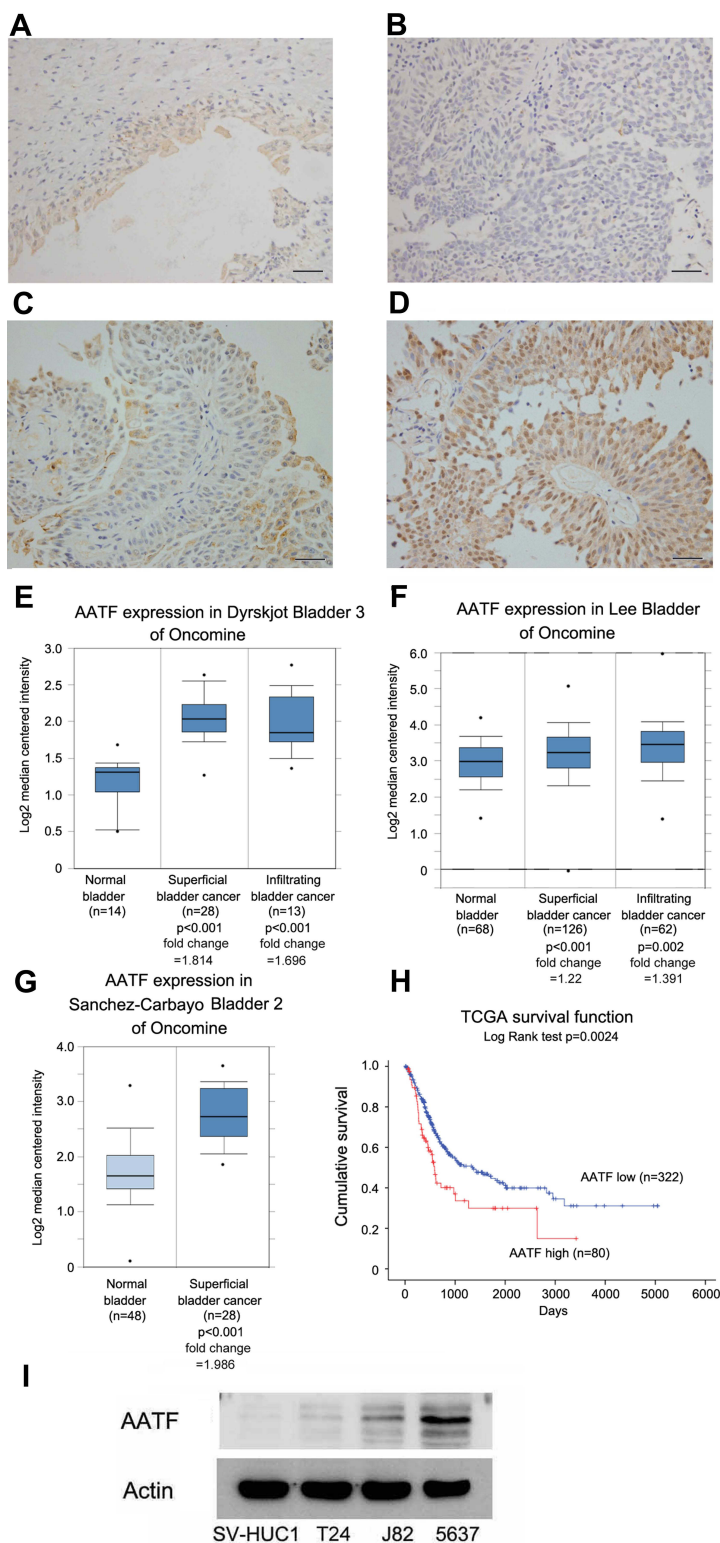 A
B
C
D
E
AATF expression in Dyrskjot Bladder 3
of Oncomine
Log2 median centered intensity
3.0
2.5
2.0
1.5
1.0
0.5
0
Normal
bladder
(n=14)
Superficial
bladder cancer
(n=28)
p<0.001
fold change
=1.814
Infiltrating
bladder cancer
(n=13)
p<0.001
fold change
=1.696
F
AATF expression in Lee Bladder
of Oncomine
Log2 median centered intensity
6.0
5.0
4.0
3.0
2.0
1.0
0
Normal
bladder
(n=68)
Superficial
bladder cancer
(n=126)
p<0.001
fold change
=1.22
Infiltrating
bladder cancer
(n=62)
p=0.002
fold change
=1.391
G
AATF expression in
Sanchez-Carbayo Bladder 2
of Oncomine
Log2 median centered intensity
4.0
3.0
2.0
1.0
0
Normal
bladder
(n=48)
Superficial
bladder cancer
(n=28)
p<0.001
fold change
=1.986
H
TCGA survival function
Log Rank test p=0.0024
Cumulative survival
1.0
0.8
0.6
0.4
0.2
0
AATF low (n=322)
AATF high (n=80)
0 1000 2000 3000 4000 5000 6000
Days
I
AATF
Actin
SV-HUC1 T24 J82 5637